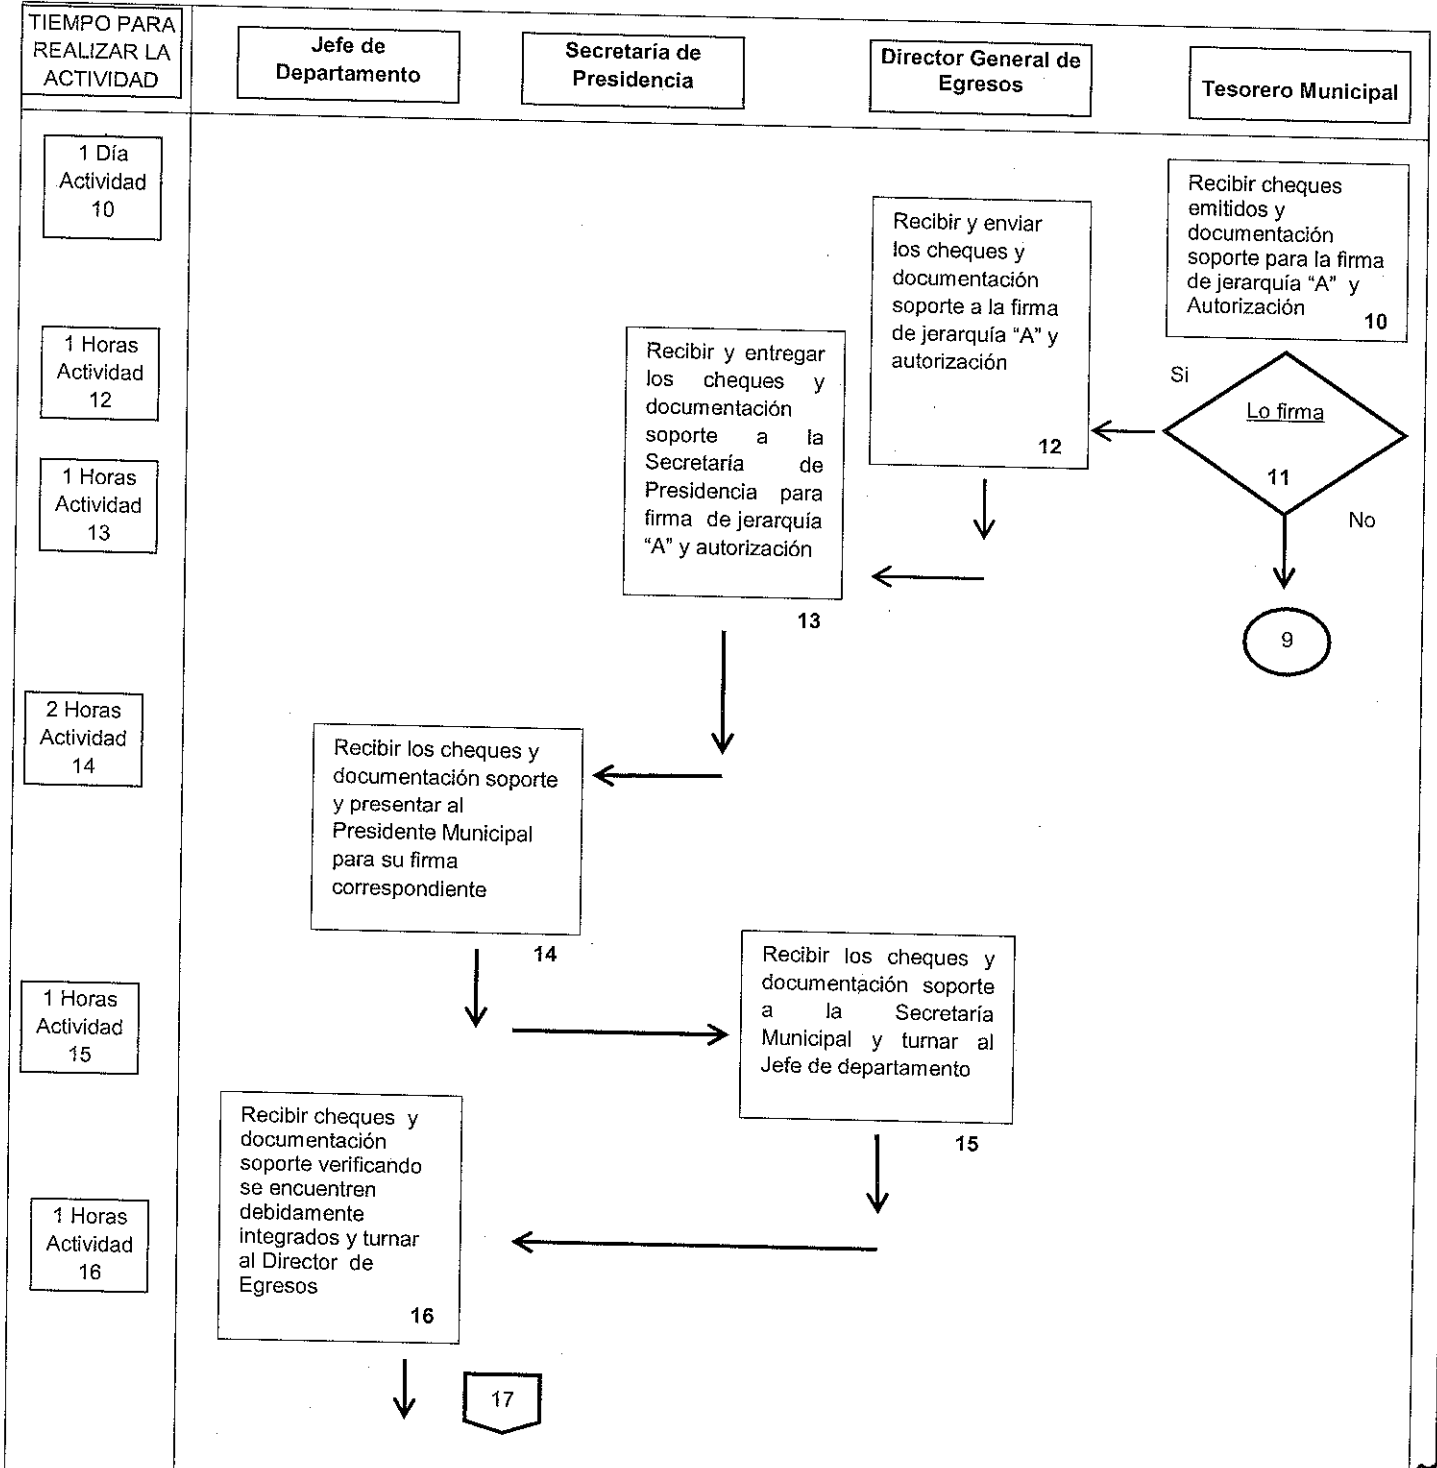 TIEMPO PARA
REALIZAR LA
ACTIVIDAD
Jefe de
Departamento
Secretaría de
Presidencia
Director General de
Egresos
Tesorero Municipal
1 Día
Actividad
10
Recibir cheques
emitidos y
documentación
soporte para la firma
de jerarquía "A" y
Autorización
10
Recibir y enviar
los cheques y
documentación
soporte a la firma
de jerarquía "A" y
autorización
12
1 Horas
Actividad
12
Recibir y entregar
los cheques y
documentación
soporte a la
Secretaría de
Presidencia para
firma de jerarquía
"A" y autorización
13
Si
Lo firma
11
No
9
1 Horas
Actividad
13
2 Horas
Actividad
14
Recibir los cheques y
documentación soporte
y presentar al
Presidente Municipal
para su firma
correspondiente
14
Recibir los cheques y
documentación soporte
a la Secretaría
Municipal y turnar al
Jefe de departamento
15
1 Horas
Actividad
15
Recibir cheques y
documentación
soporte verificando
se encuentren
debidamente
integrados y turnar
al Director de
Egresos
16
1 Horas
Actividad
16
17